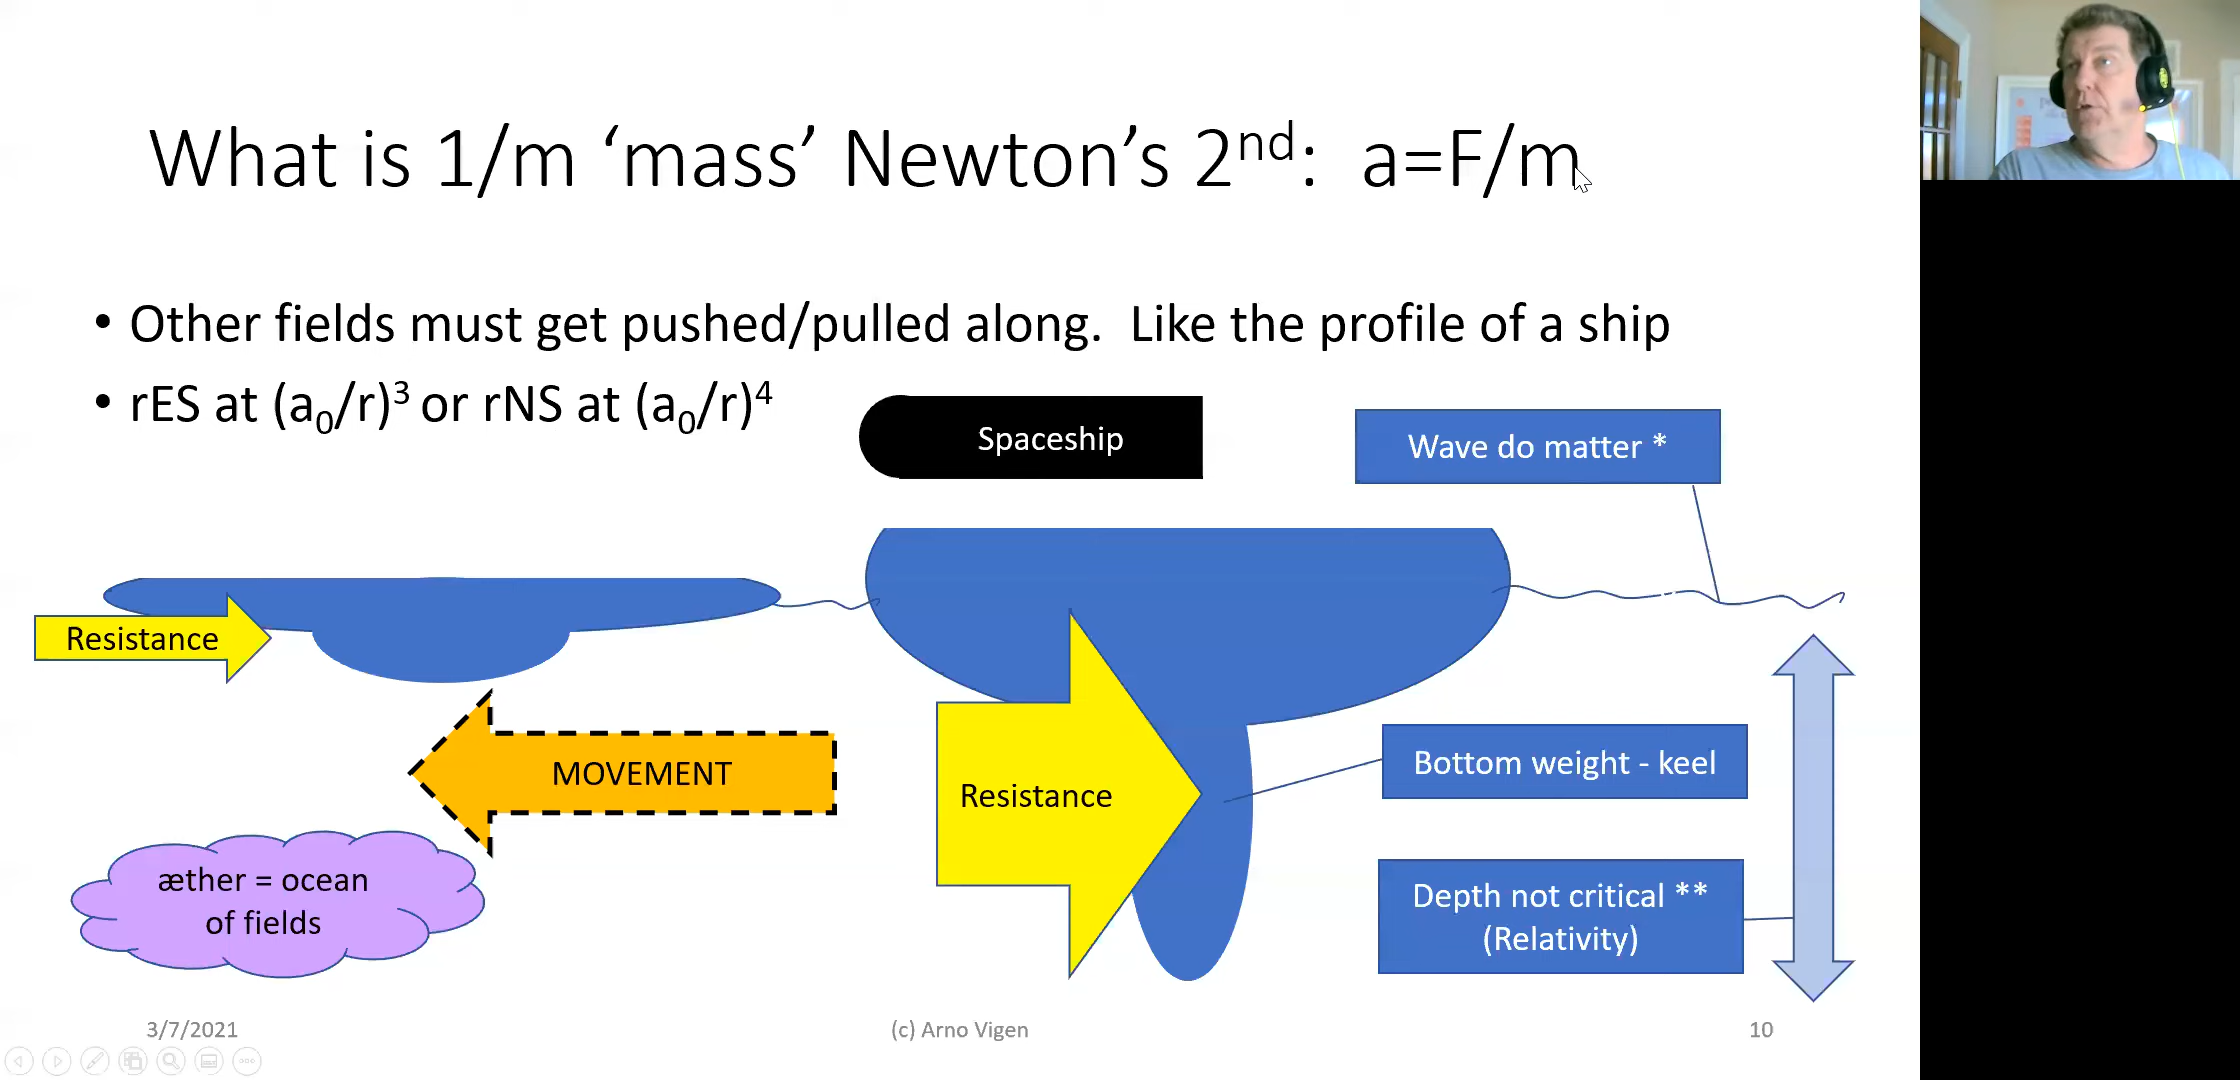 What is 1/m ‘mass’ Newton’s 2nd: a=F/m
• Other fields must get pushed/pulled along. Like the profile of a ship
• rES at (a0/r)3 or rNS at (a0/r)4
Spaceship
Wave do matter *
Resistance
MOVEMENT
Resistance
Bottom weight - keel
æther = ocean
of fields
Depth not critical **
(Relativity)
3/7/2021
(c) Arno Vigen
10